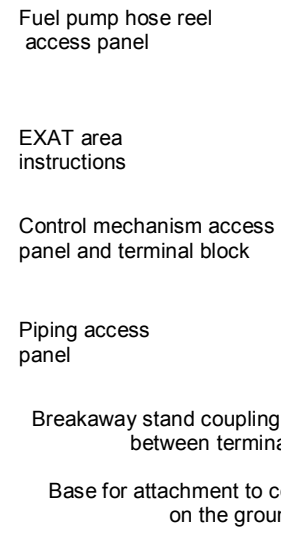 Fuel pump hose reel
access panel
EXAT area
instructions
Control mechanism access
panel and terminal block
Piping access
panel
Breakaway stand coupling
between
Base for attachment to
on the